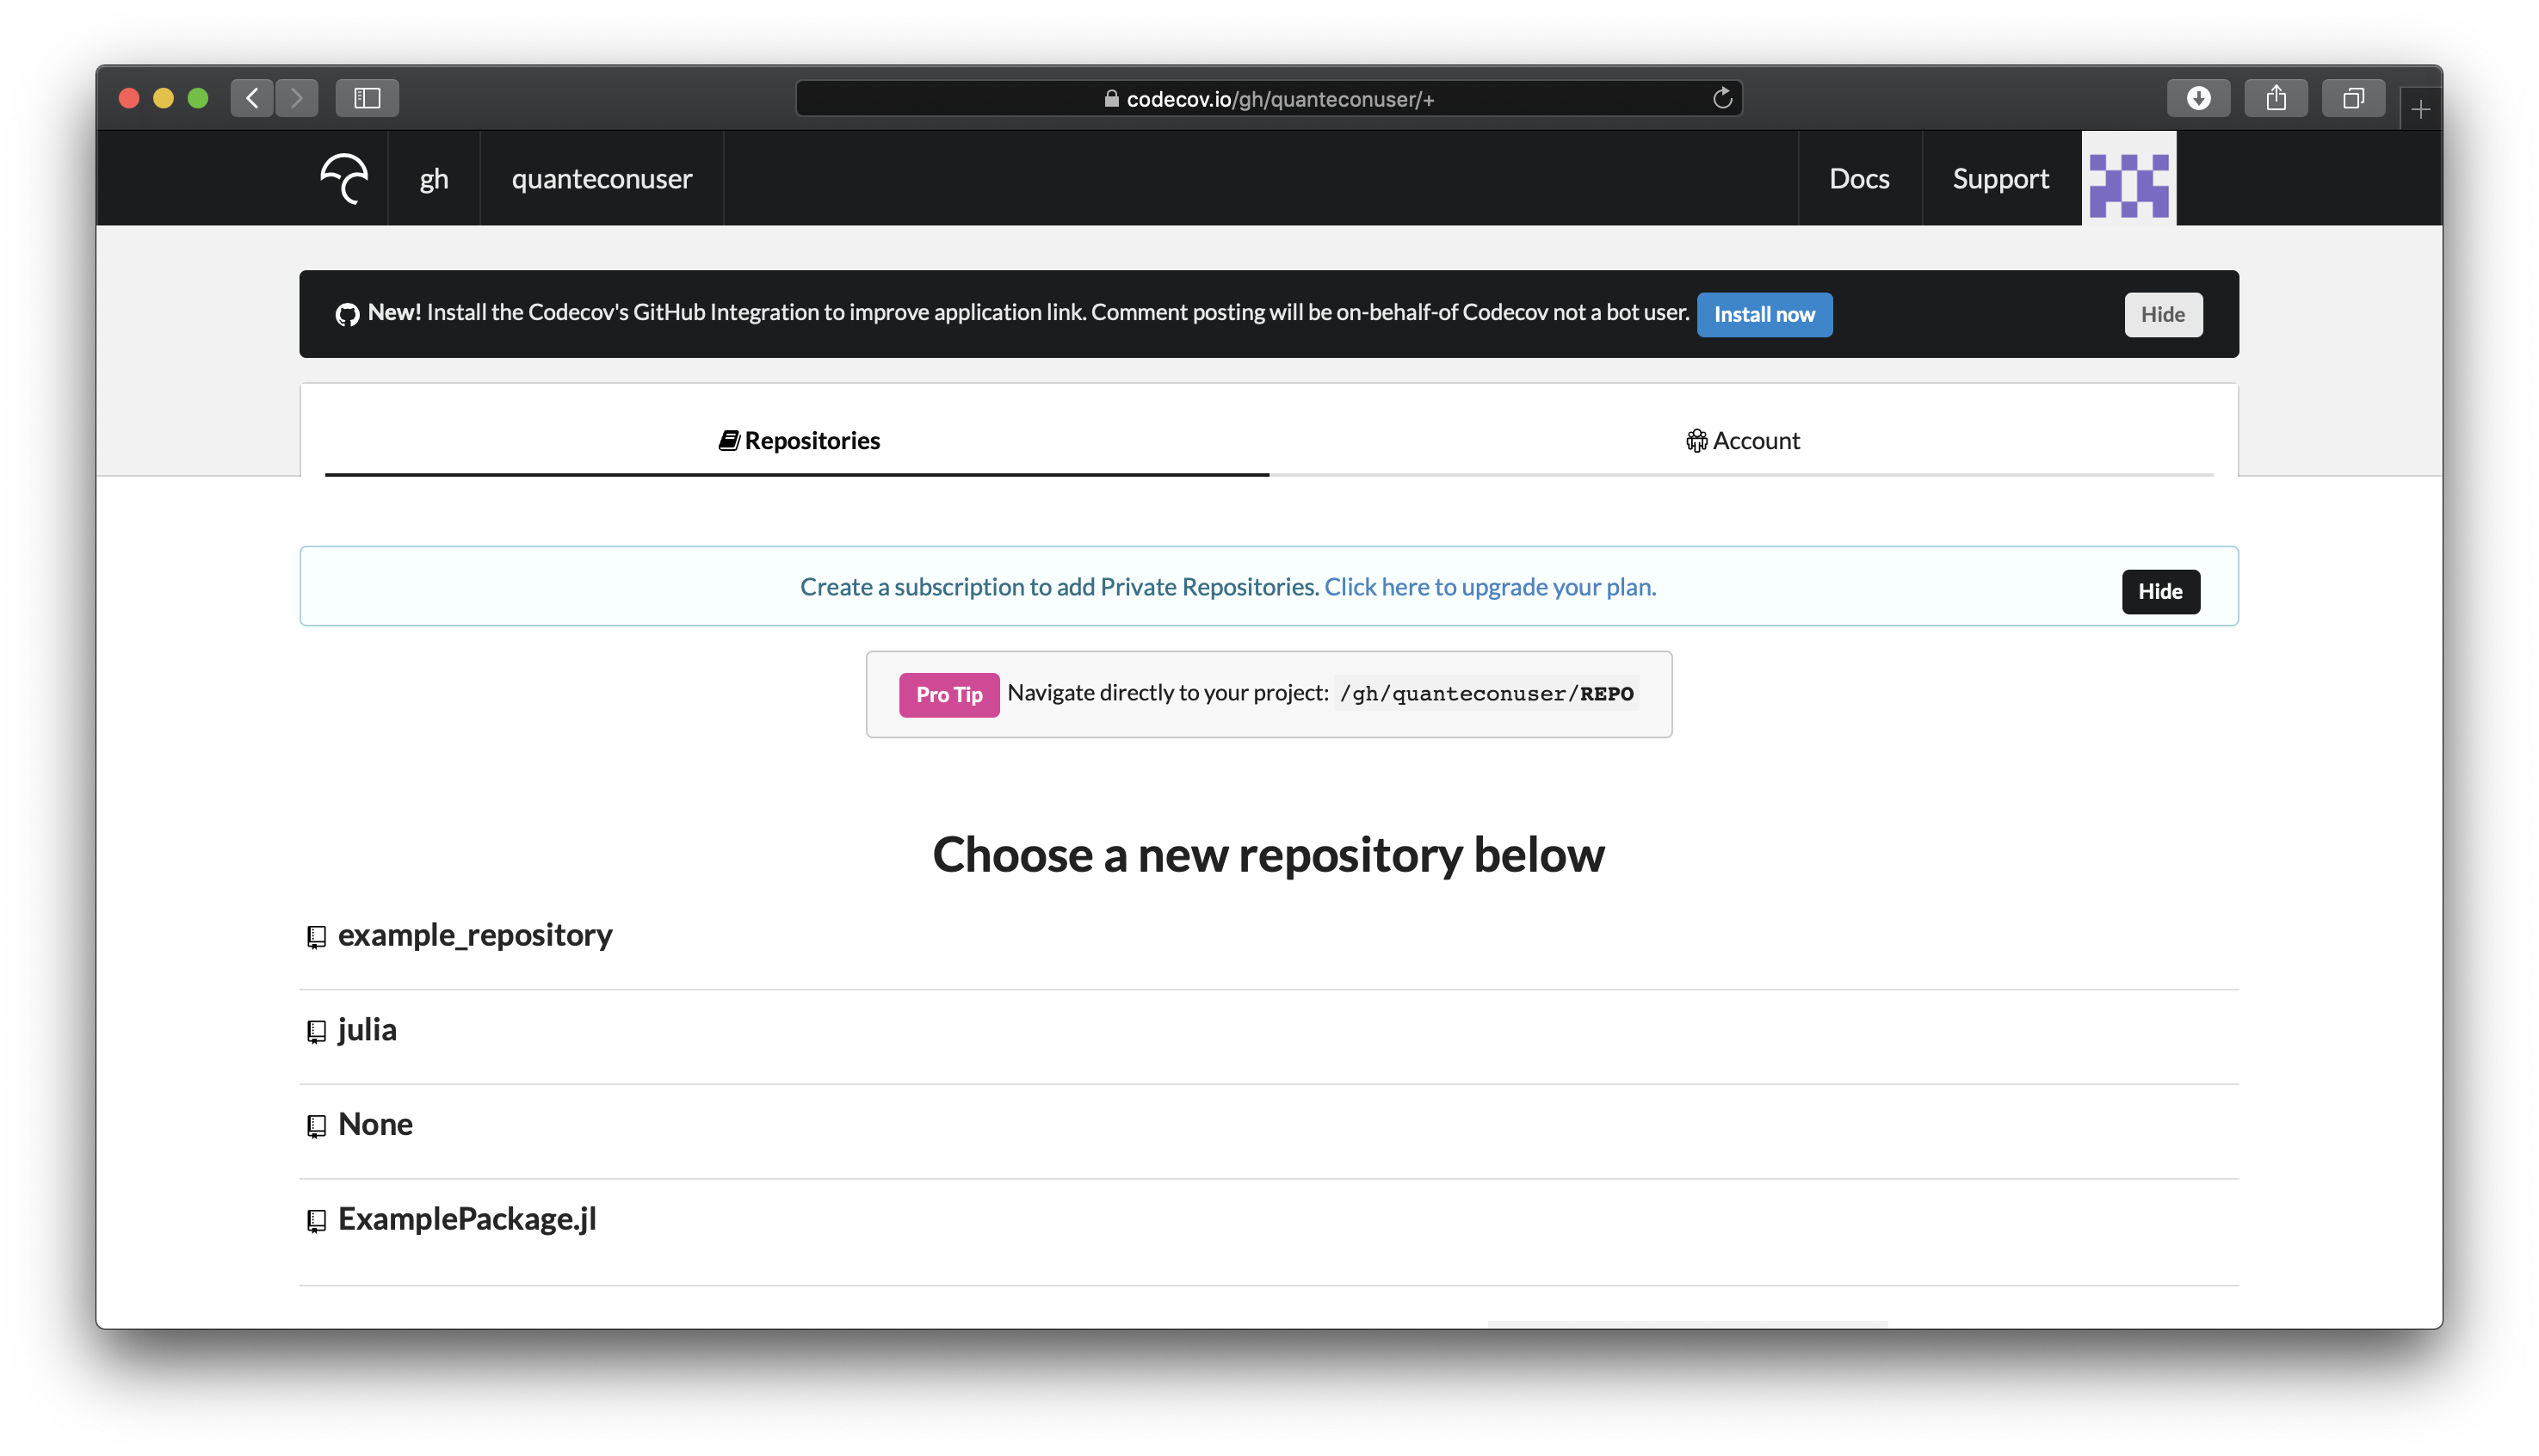 codecov.io/gh/quanteconuser/+
gh quanteconuser Docs Support
New! Install the Codecov's GitHub Integration to improve application link. Comment posting will be on-behalf-of Codecov not a bot user. Install now Hide
Repositories Account
Create a subscription to add Private Repositories. Click here to upgrade your plan. Hide
Pro Tip Navigate directly to your project: /gh/quanteconuser/REPO
Choose a new repository below
example_repository
julia
None
ExamplePackage.jl